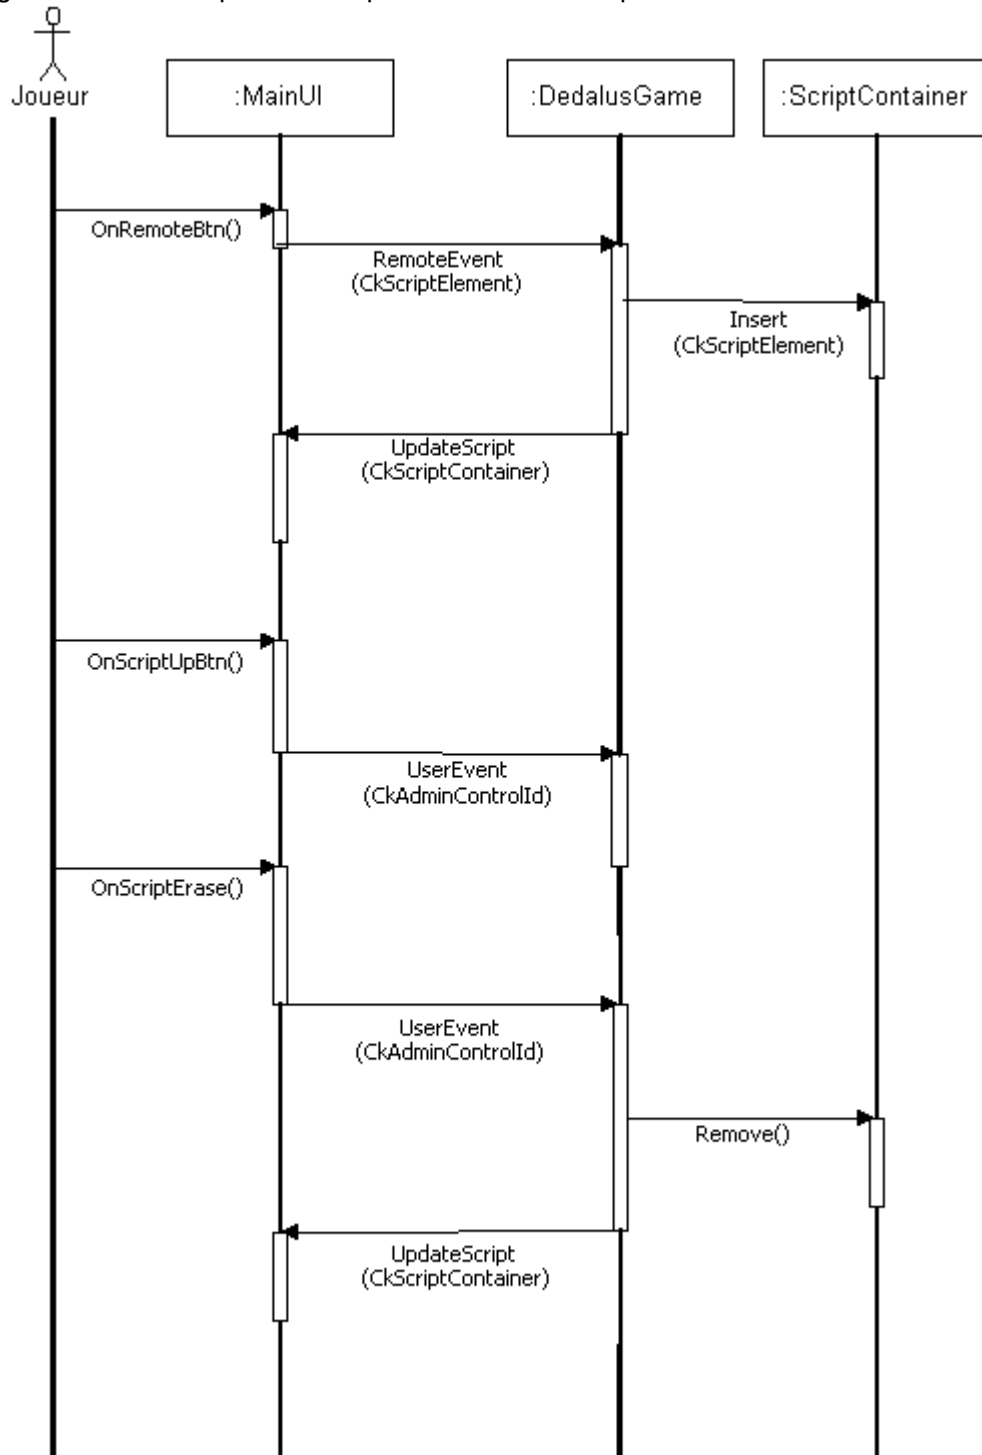 Joueur
:MainUI
:DedalusGame
:ScriptContainer
OnRemoteBtn()
RemoteEvent
(CkScriptElement)
Insert
(CkScriptElement)
UpdateScript
(CkScriptContainer)
OnScriptUpBtn()
UserEvent
(CkAdminControlId)
OnScriptErase()
UserEvent
(CkAdminControlId)
Remove()
UpdateScript
(CkScriptContainer)